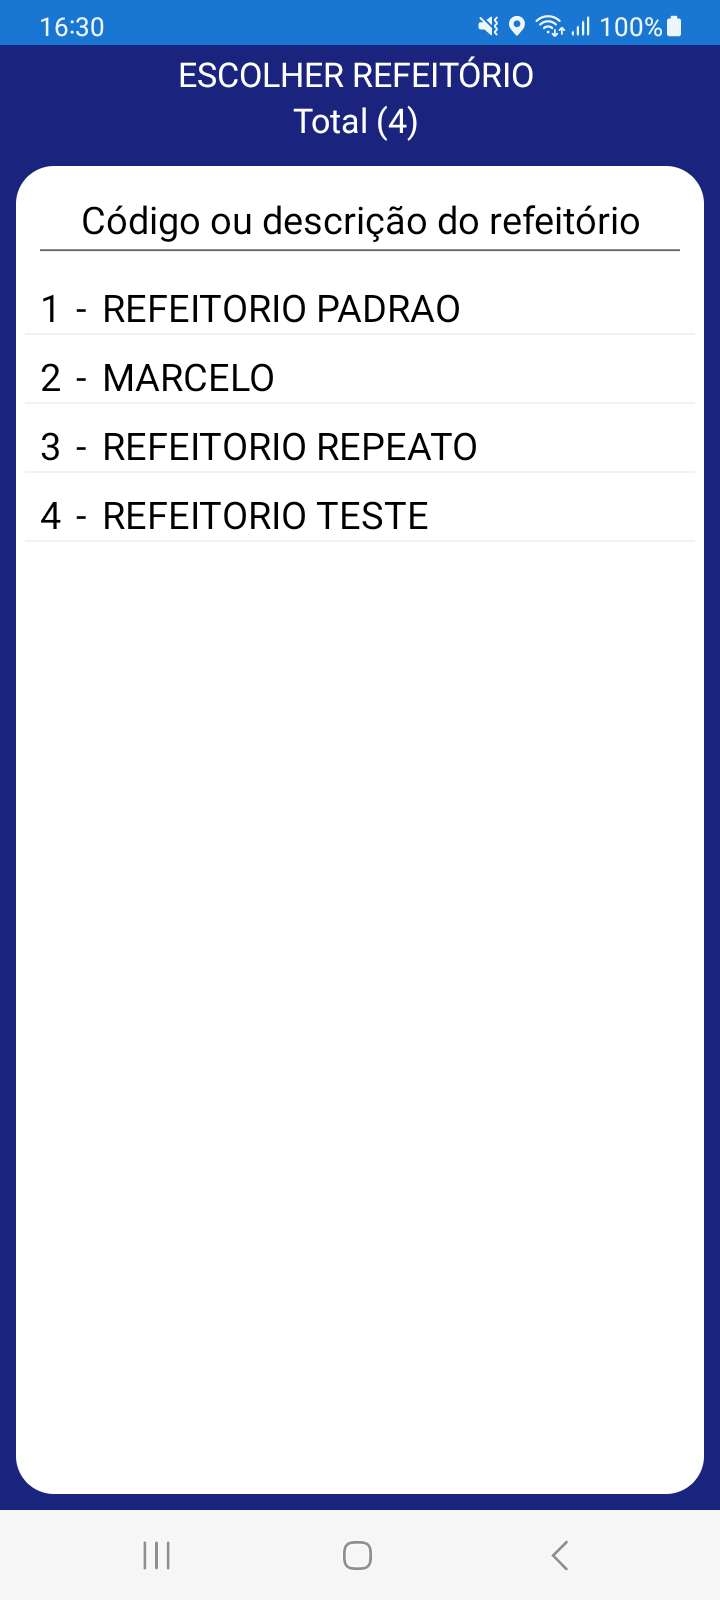 16:30 100%
ESCOLHER REFEITÓRIO
Total (4)
Código ou descrição do refeitório
1 - REFEITORIO PADRAO
2 - MARCELO
3 - REFEITORIO REPEATO
4 - REFEITORIO TESTE